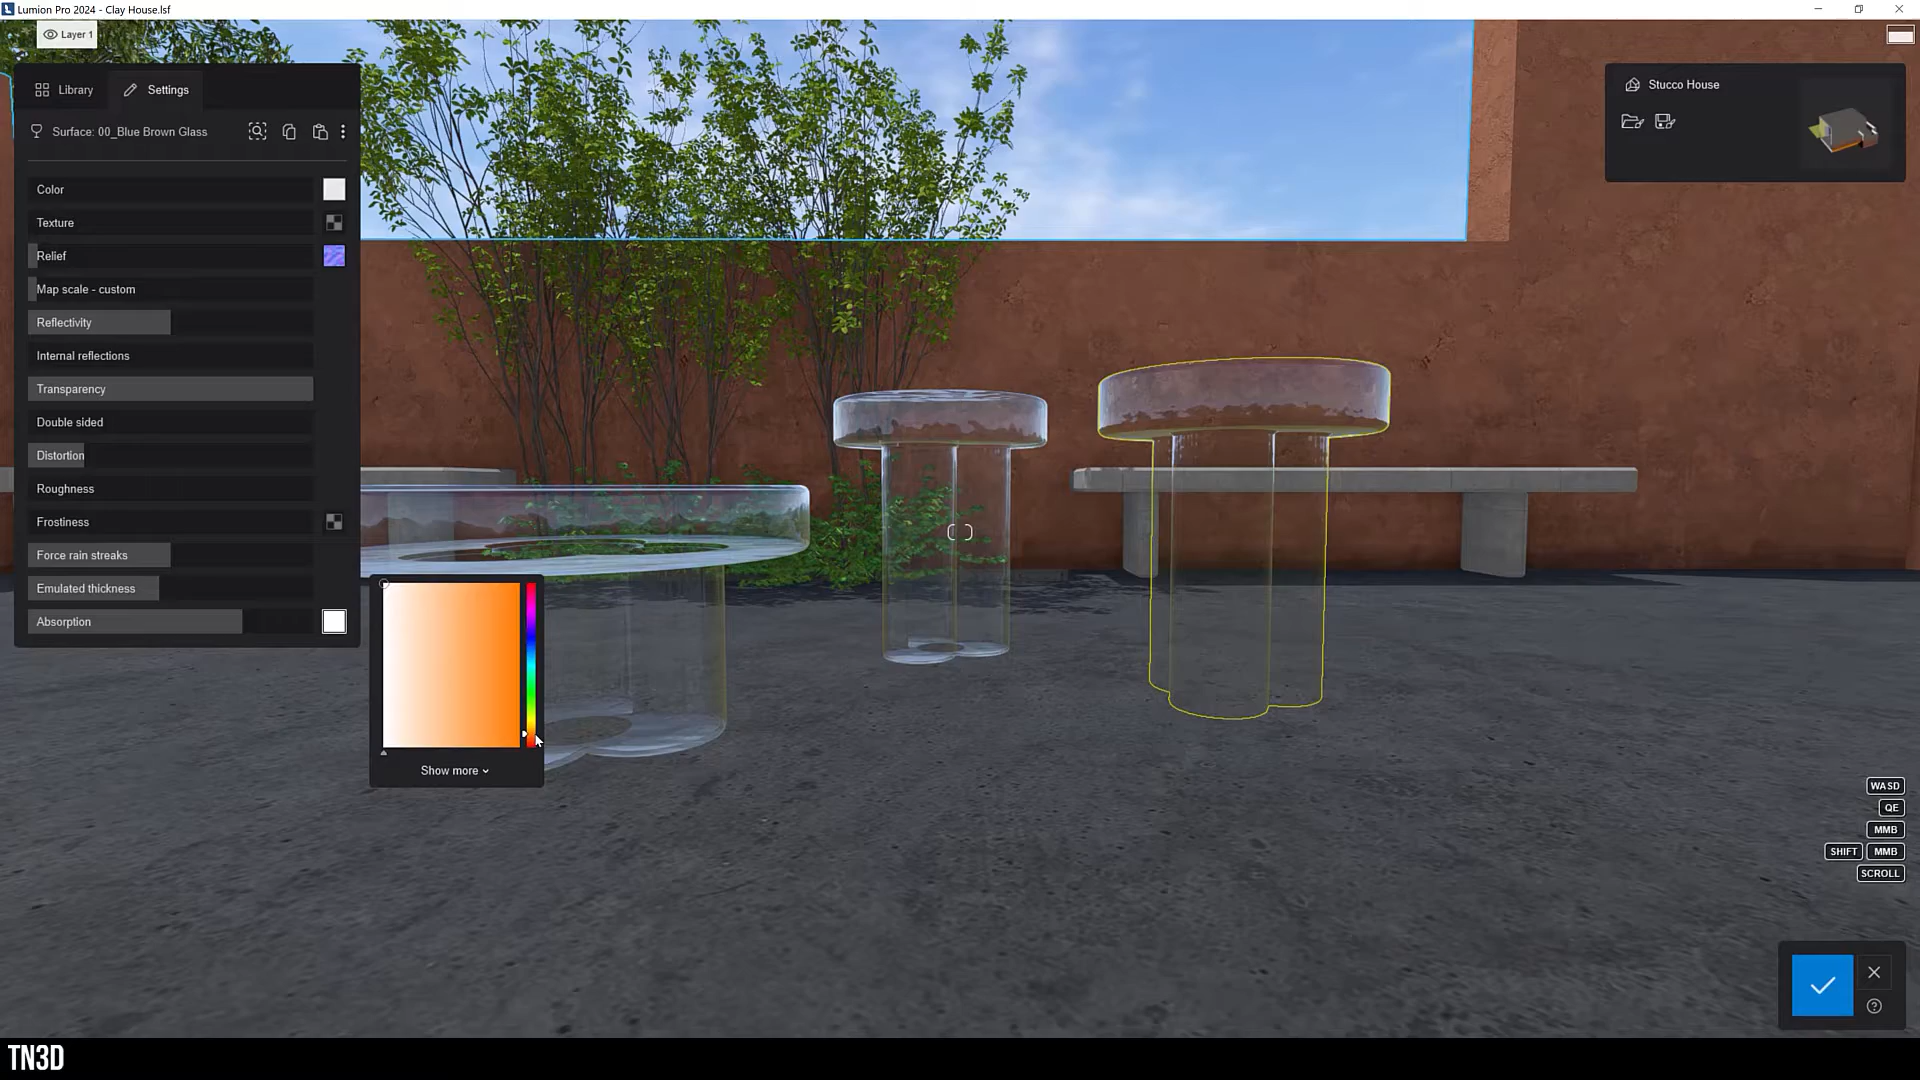 Lumion Pro 2024 - Clay House.lsf
Layer 1
Library
Settings
Surface: 00_Blue Brown Glass
Color
Texture
Relief
Map scale - custom
Reflectivity
Internal reflections
Transparency
Double sided
Distortion
Roughness
Frostiness
Force rain streaks
Emulated thickness
Absorption
Show more
Stucco House
WASD
QE
MMB
SHIFT MMB
SCROLL
TN3D